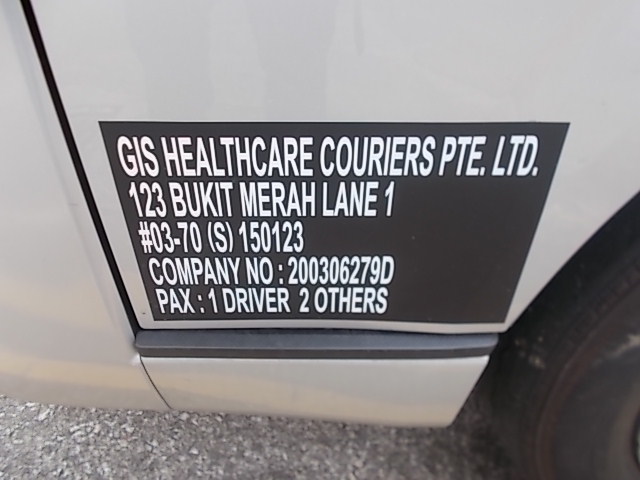 GIS HEALTHCARE COURIERS PTE. LTD.
123 BUKIT MERAH LANE 1
#03-70 (S) 150123
COMPANY NO : 200306279D
PAX : 1 DRIVER 2 OTHERS